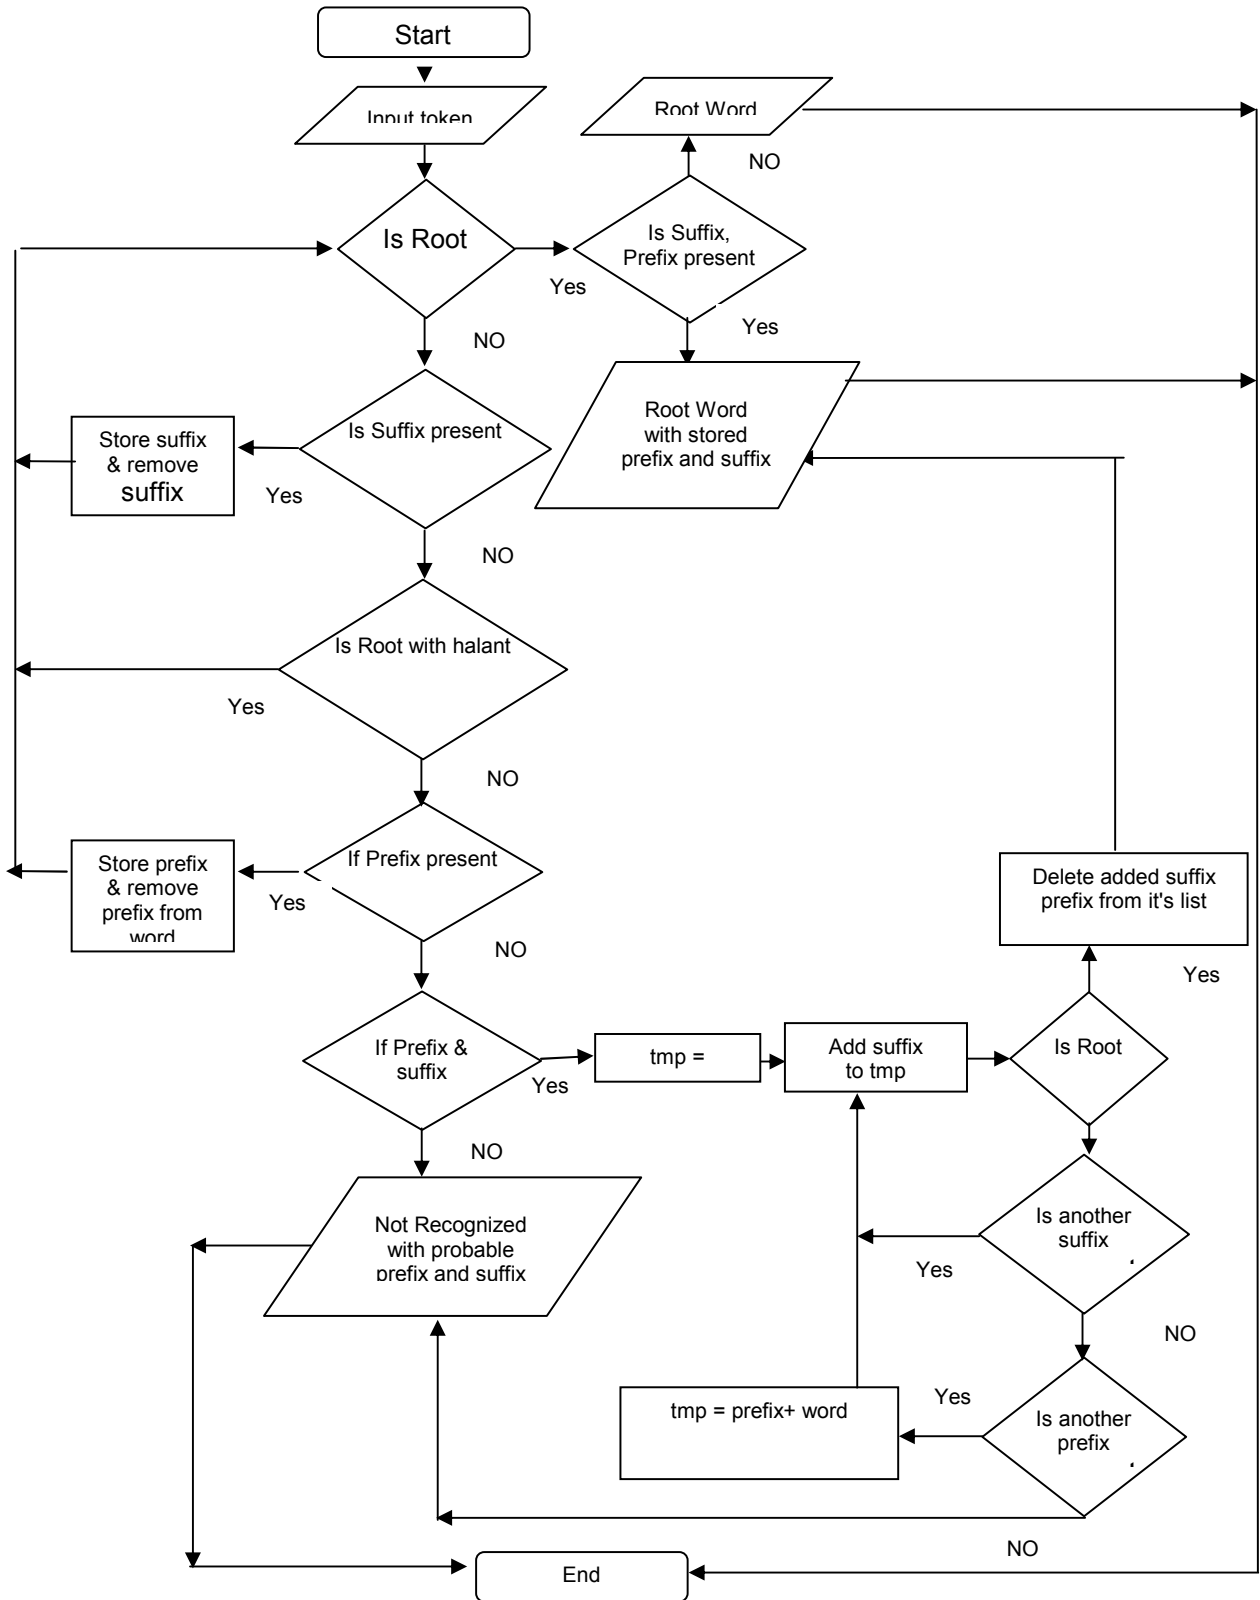 Start
Input token
Root Word
NO
Is Root
Is Suffix,
Prefix present
Yes
Yes
NO
Root Word
with stored
prefix and suffix
Is Suffix present
Store suffix
& remove
suffix
Yes
NO
Is Root with halant
Yes
NO
If Prefix present
Store prefix
& remove
prefix from
word
Yes
NO
Delete added suffix
prefix from it's list
Yes
If Prefix &
suffix
Yes
tmp =
Add suffix
to tmp
Is Root
NO
Not Recognized
with probable
prefix and suffix
Is another
suffix
Yes
NO
tmp = prefix+ word
Yes
Is another
prefix
NO
End